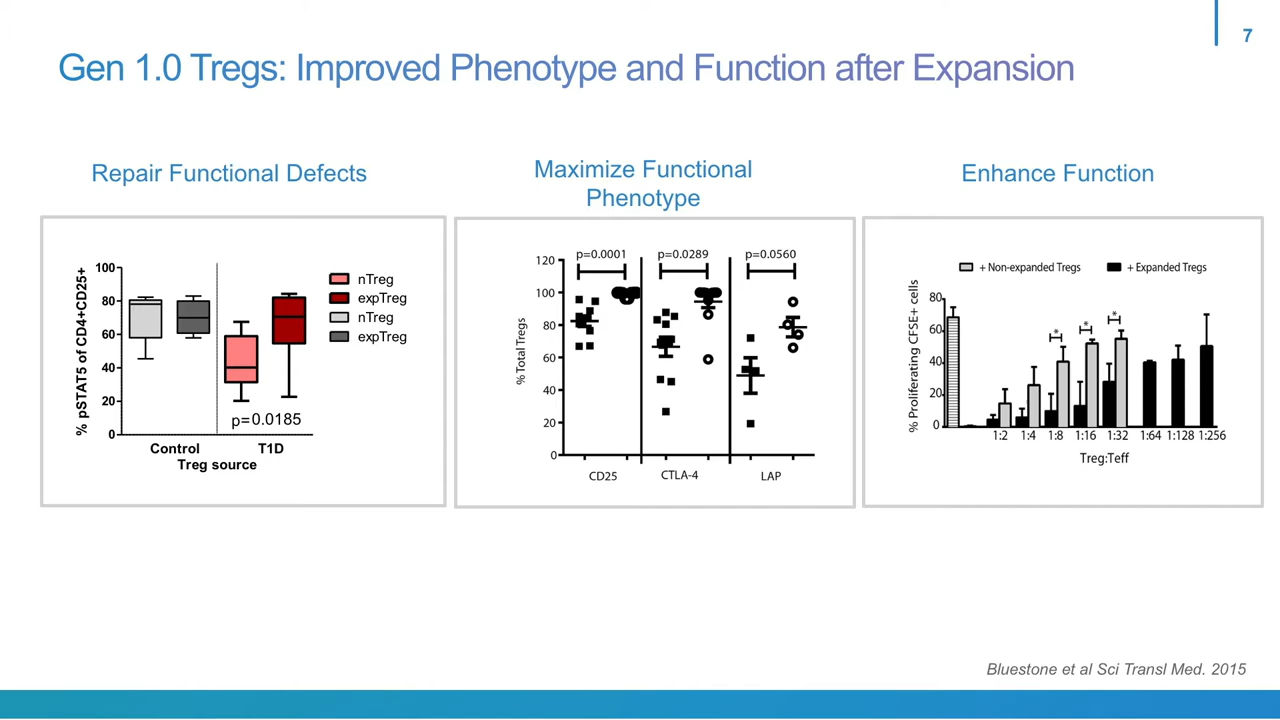 7
Gen 1.0 Tregs: Improved Phenotype and Function after Expansion
Repair Functional Defects
% pSTAT5 of CD4+CD25+
100
80
60
40
20
0
nTreg
expTreg
nTreg
expTreg
p=0.0185
Control
T1D
Treg source
Maximize Functional
Phenotype
% Total Tregs
120
100
80
60
40
20
0
p=0.0001
p=0.0289
p=0.0560
CD25
CTLA-4
LAP
Enhance Function
+ Non-expanded Tregs
+ Expanded Tregs
% Proliferating CFSE+ cells
80
60
40
20
0
*
*
*
1:2
1:4
1:8
1:16
1:32
1:64
1:128
1:256
Treg:Teff
Bluestone et al Sci Transl Med. 2015